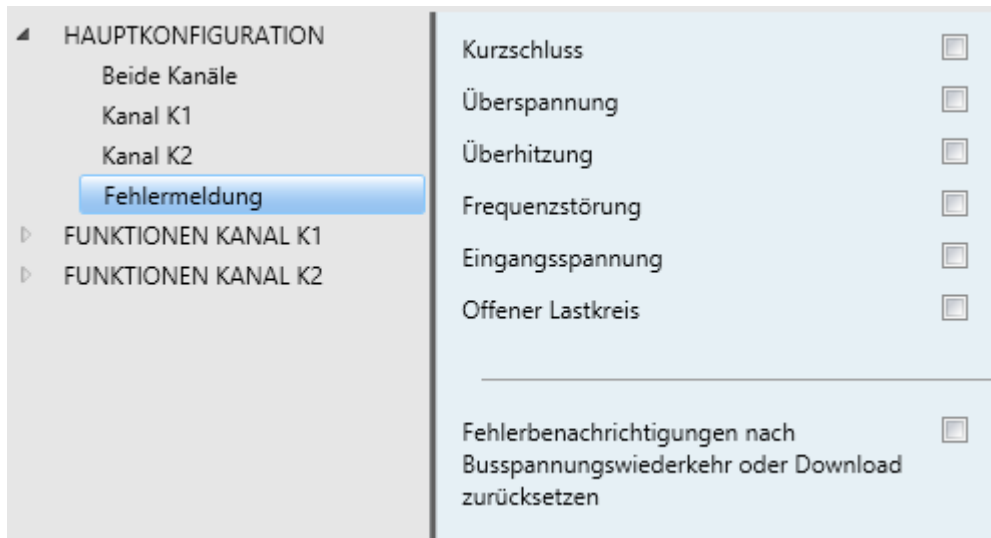 HAUPTKONFIGURATION
Beide Kanäle
Kanal K1
Kanal K2
Fehlermeldung
FUNKTIONEN KANAL K1
FUNKTIONEN KANAL K2
Kurzschluss
Überspannung
Überhitzung
Frequenzstörung
Eingangsspannung
Offener Lastkreis
Fehlerbenachrichtigungen nach
Busspannungswiederkehr oder Download
zurücksetzen